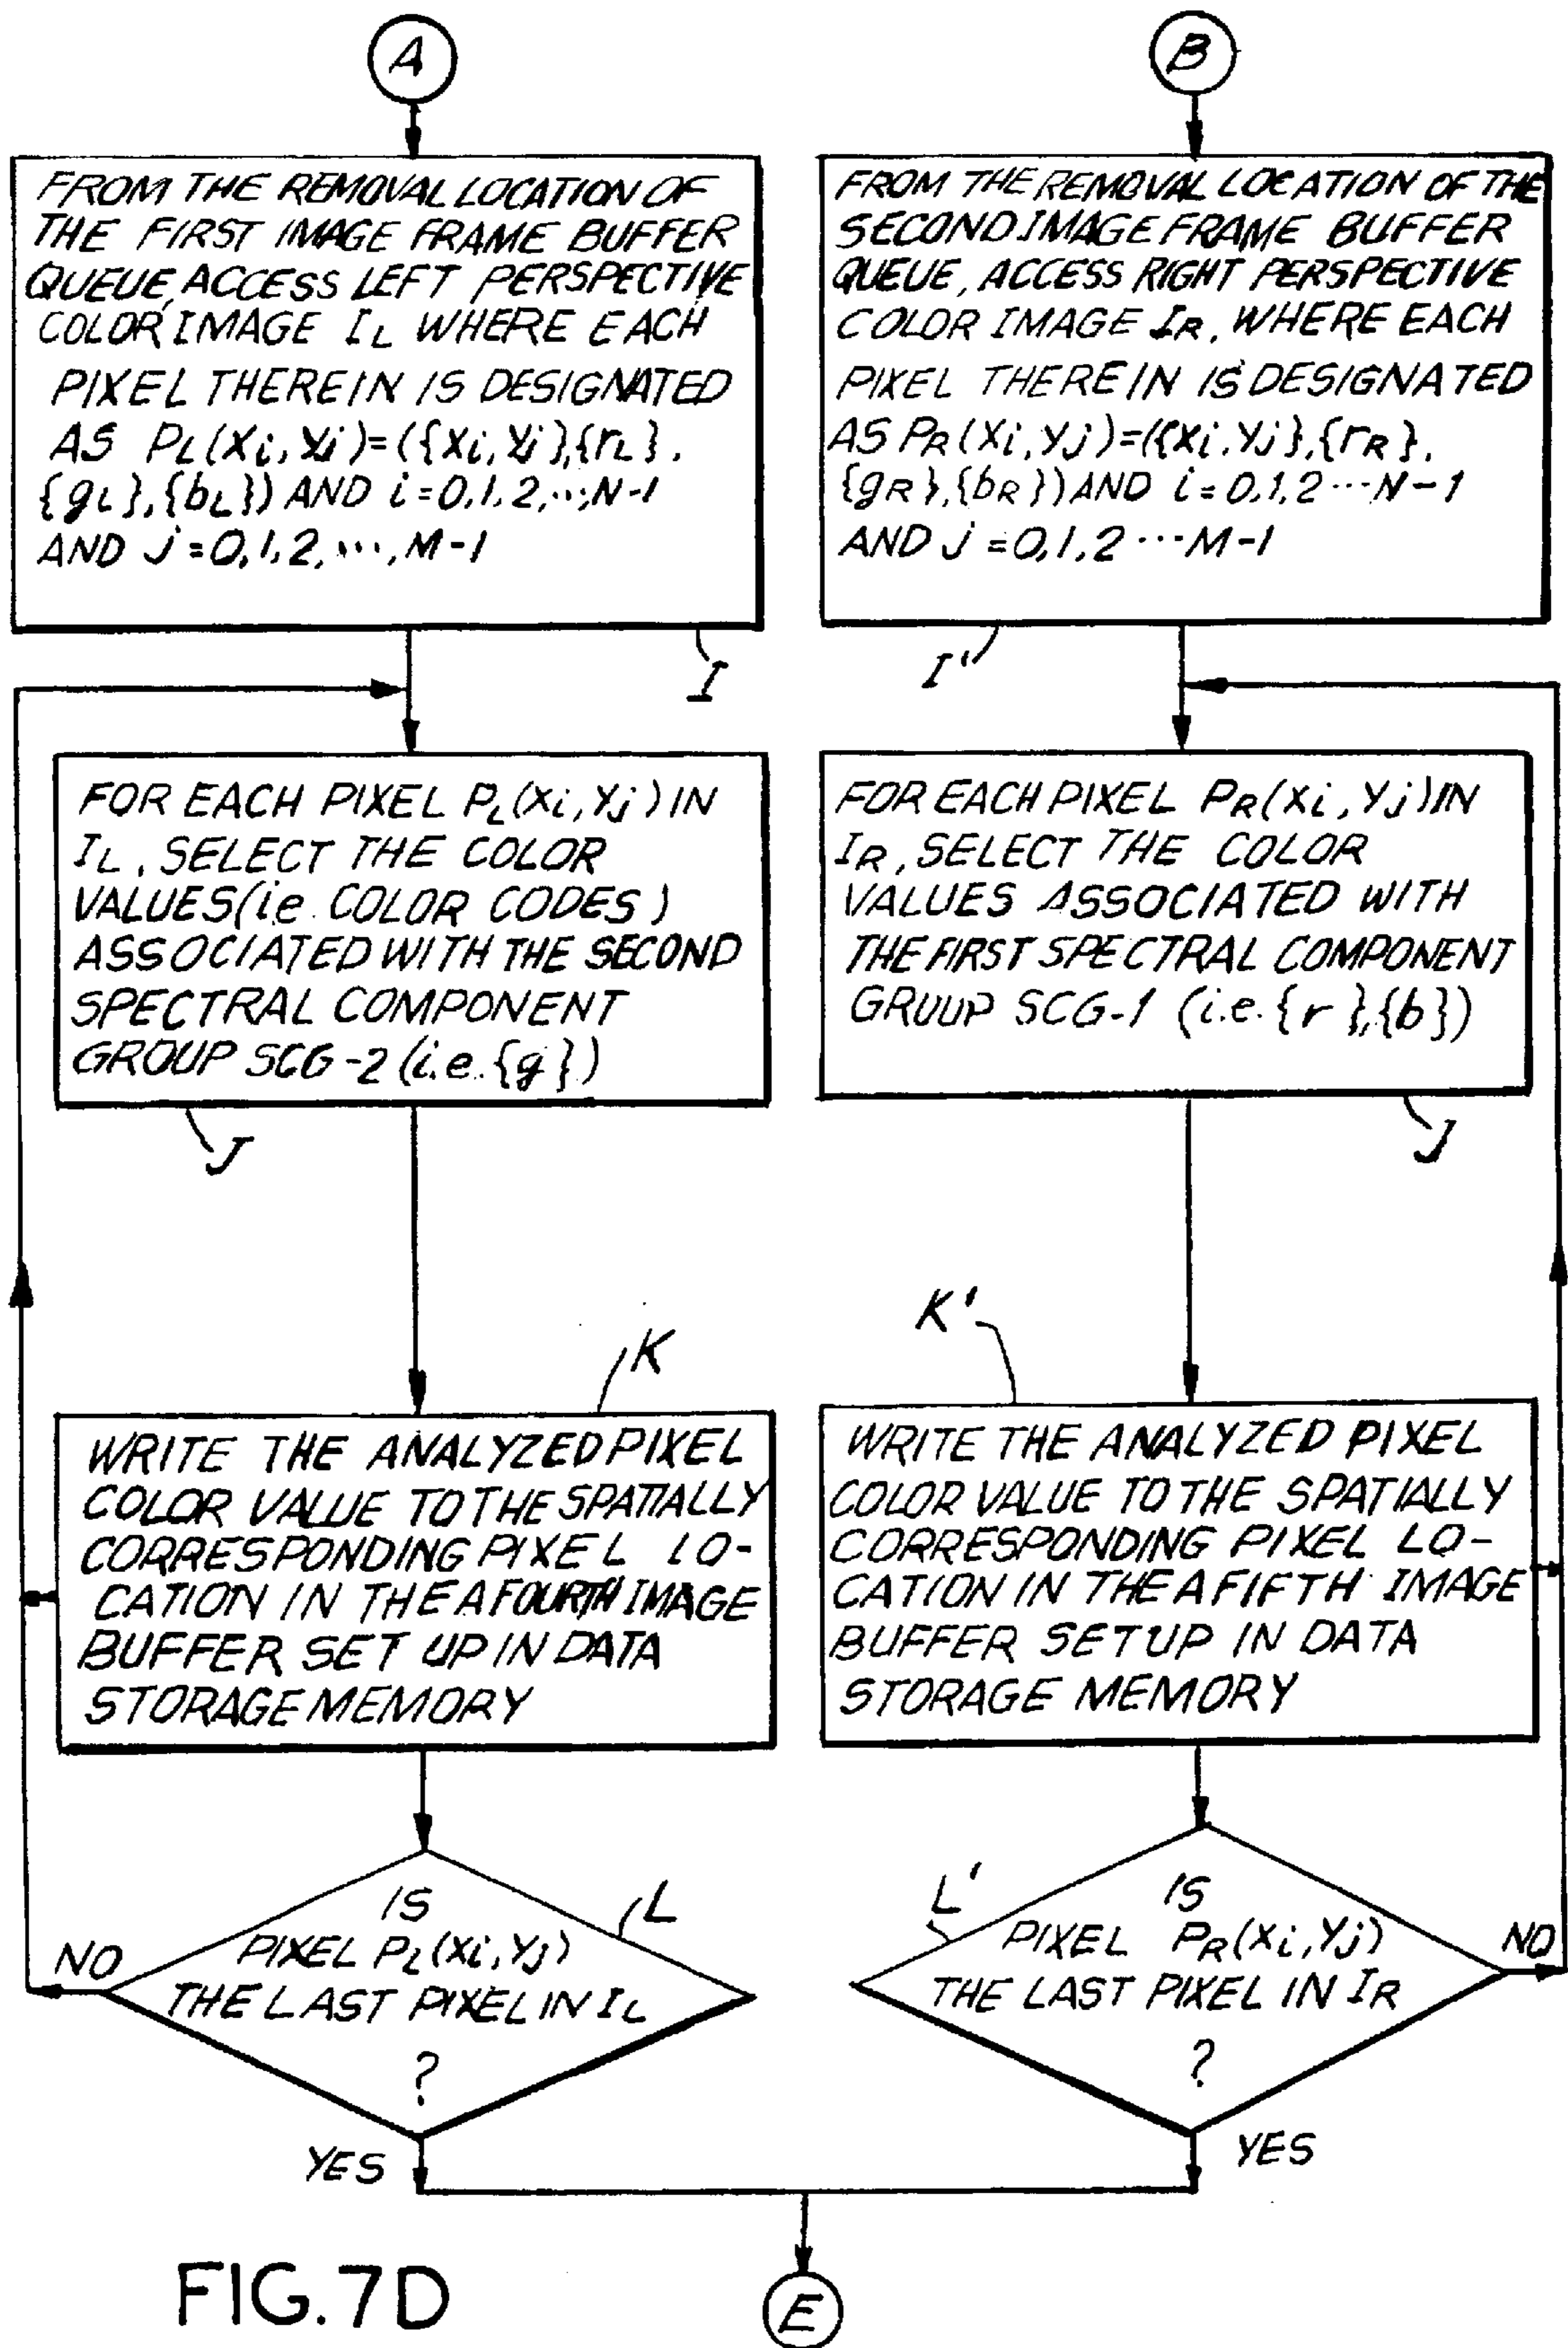 A
FROM THE REMOVAL LOCATION OF
THE FIRST IMAGE FRAME BUFFER
QUEUE, ACCESS LEFT PERSPECTIVE
COLOR IMAGE IL WHERE EACH
PIXEL THEREIN IS DESIGNATED
AS PL(Xi, Yj)=({Xi, Yj},{rL}.
{gL},{bL}) AND i=0,1,2,...,N-1
AND j=0,1,2,...,M-1
I
FOR EACH PIXEL PL(Xi, Yj) IN
IL, SELECT THE COLOR
VALUES (i.e. COLOR CODES)
ASSOCIATED WITH THE SECOND
SPECTRAL COMPONENT
GROUP SCG-2 (i.e. {g})
J
K
WRITE THE ANALYZED PIXEL
COLOR VALUE TO THE SPATIALLY
CORRESPONDING PIXEL LO-
CATION IN THE A FOURTH IMAGE
BUFFER SET UP IN DATA
STORAGE MEMORY
L
IS
PIXEL PL(Xi, Yj)
THE LAST PIXEL IN IL
?
NO
YES
B
FROM THE REMOVAL LOCATION OF THE
SECOND IMAGE FRAME BUFFER
QUEUE, ACCESS RIGHT PERSPECTIVE
COLOR IMAGE IR, WHERE EACH
PIXEL THEREIN IS DESIGNATED
AS PR(Xi, Yj)=({Xi, Yj},{rR}.
{gR},{bR}) AND i=0,1,2...N-1
AND j=0,1,2...M-1
I'
FOR EACH PIXEL PR(Xi, Yj) IN
IR, SELECT THE COLOR
VALUES ASSOCIATED WITH
THE FIRST SPECTRAL COMPONENT
GROUP SCG-1 (i.e. {r},{b})
J
K'
WRITE THE ANALYZED PIXEL
COLOR VALUE TO THE SPATIALLY
CORRESPONDING PIXEL LO-
CATION IN THE A FIFTH IMAGE
BUFFER SET UP IN DATA
STORAGE MEMORY
L'
IS
PIXEL PR(Xi, Yj)
THE LAST PIXEL IN IR
?
NO
YES
E
FIG. 7D